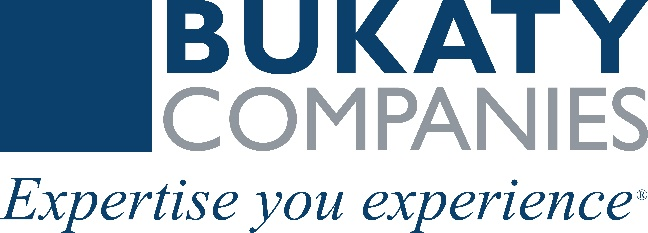 BUKATY
COMPANIES
Expertise you experience®